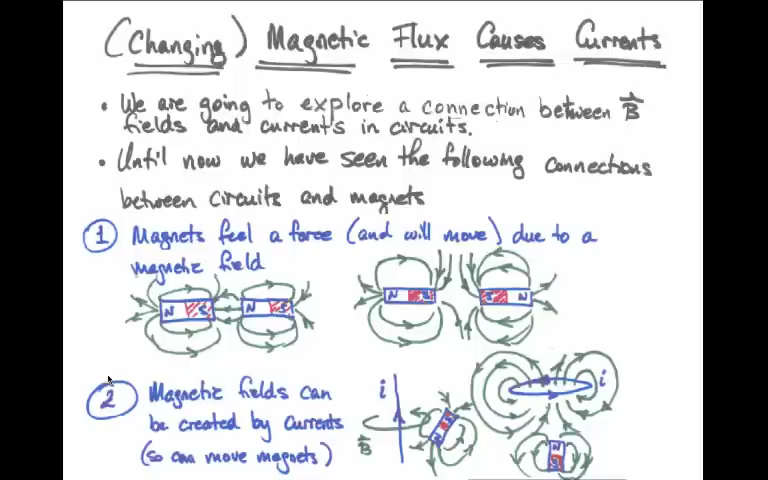 (Changing) Magnetic Flux Causes Currents
• We are going to explore a connection between B
fields and currents in circuits.
• Until now we have seen the following connections
between circuits and magnets
1 Magnets feel a force (and will move) due to a
magnetic field
N S N S N S S N
2 Magnetic fields can
be created by currents
(so can move magnets)
i
B
N
S
i
N
S